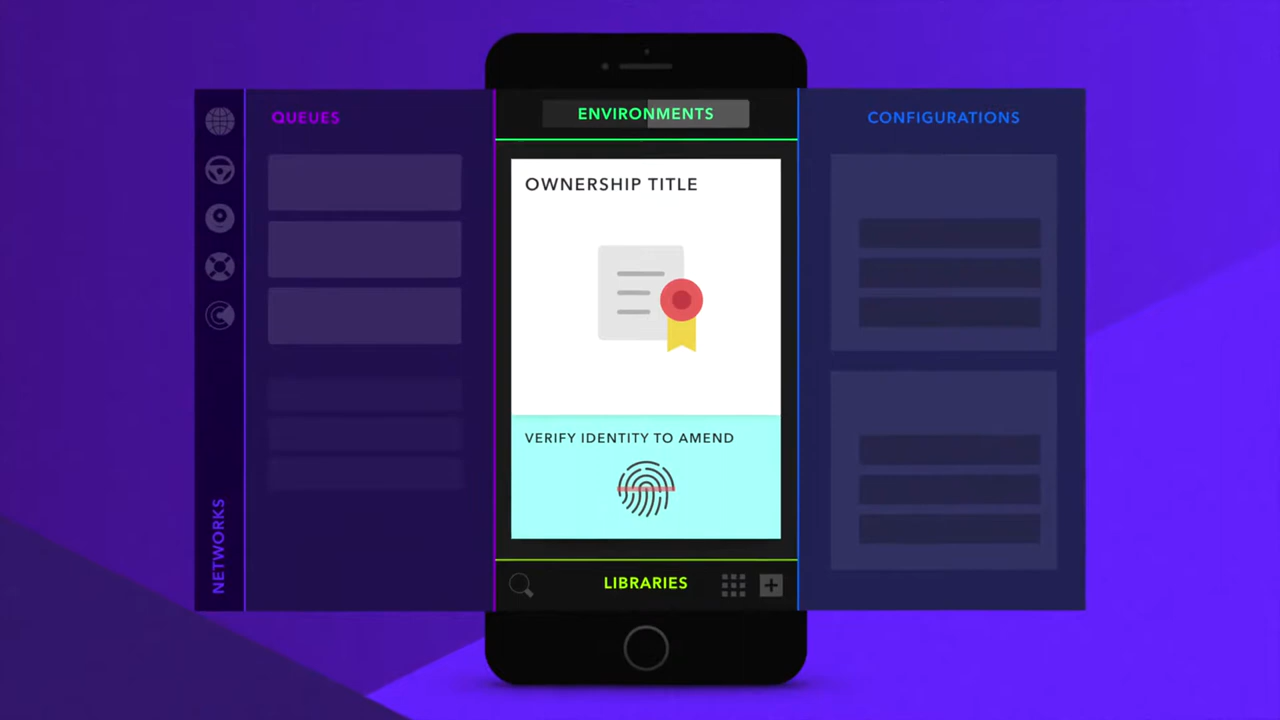 QUEUES
ENVIRONMENTS
CONFIGURATIONS
OWNERSHIP TITLE
VERIFY IDENTITY TO AMEND
NETWORKS
LIBRARIES